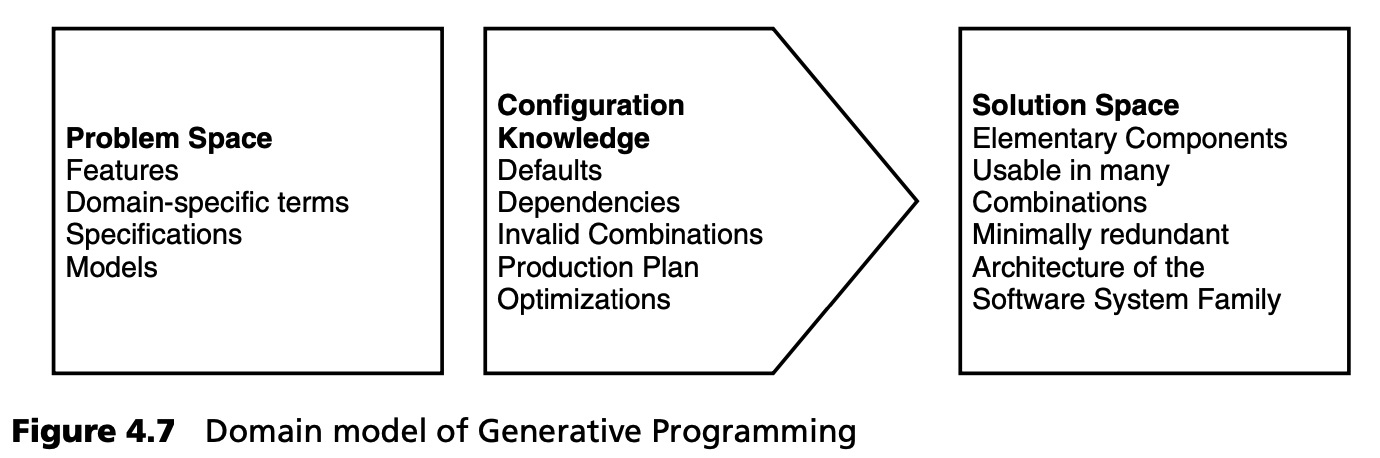 Problem Space
Features
Domain-specific terms
Specifications
Models
Configuration
Knowledge
Defaults
Dependencies
Invalid Combinations
Production Plan
Optimizations
Solution Space
Elementary Components
Usable in many
Combinations
Minimally redundant
Architecture of the
Software System Family
Figure 4.7 Domain model of Generative Programming